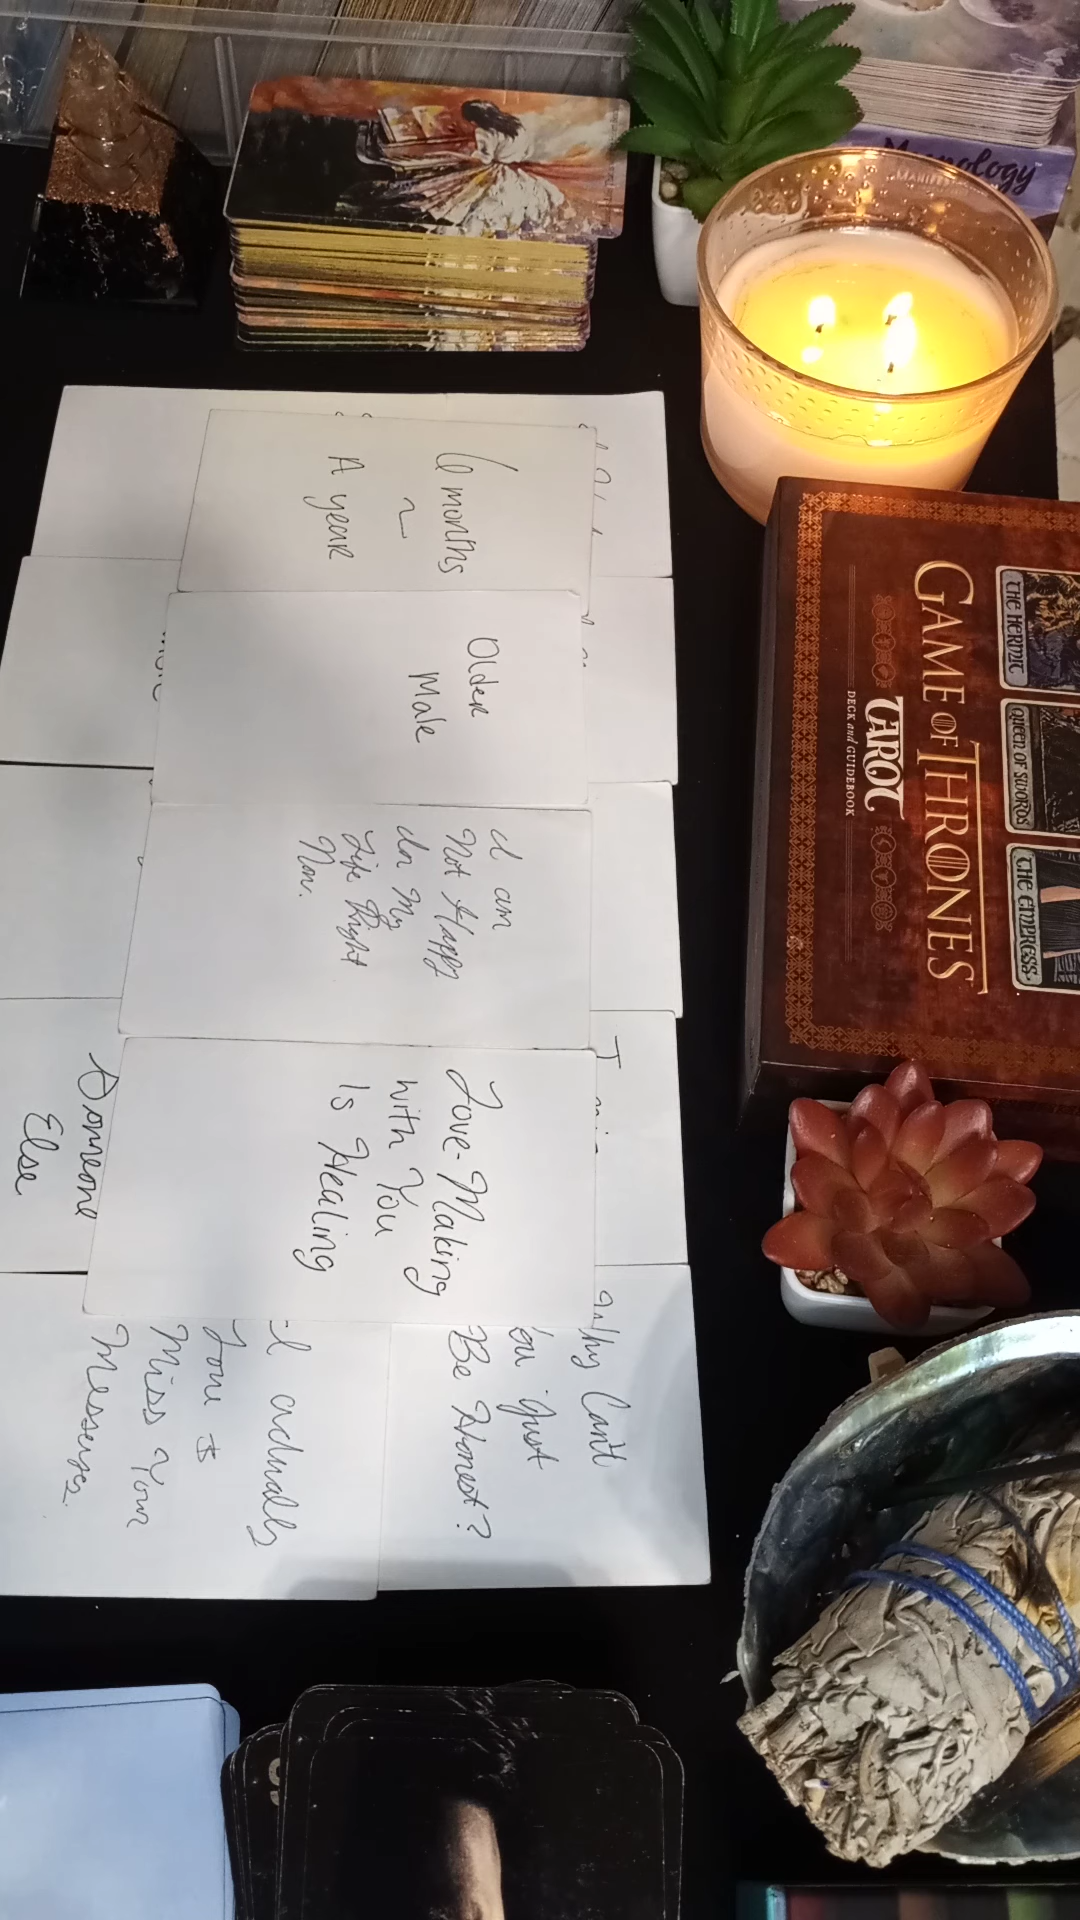 6 months
~
A year
Older
Male
I am
Not Happy
In My
Life Right
Now.
Love-Making
with You
Is Healing
Someone
Else
Why Can't
You Just
Be Honest?
I actually
Love &
Miss Your
Messages.
Moonology
GAME OF THRONES
TAROT
DECK and GUIDEBOOK
THE HERMIT
QUEEN OF SWORDS
THE EMPRESS